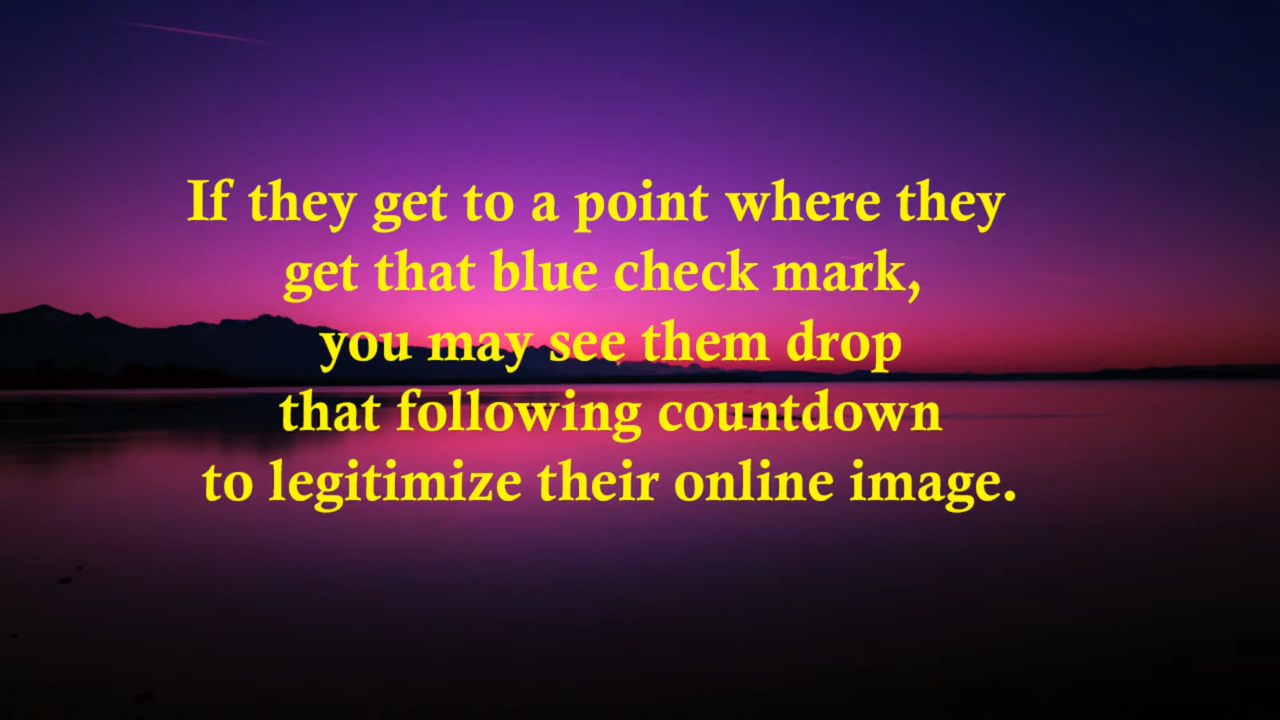 If they get to a point where they
get that blue check mark,
you may see them drop
that following countdown
to legitimize their online image.